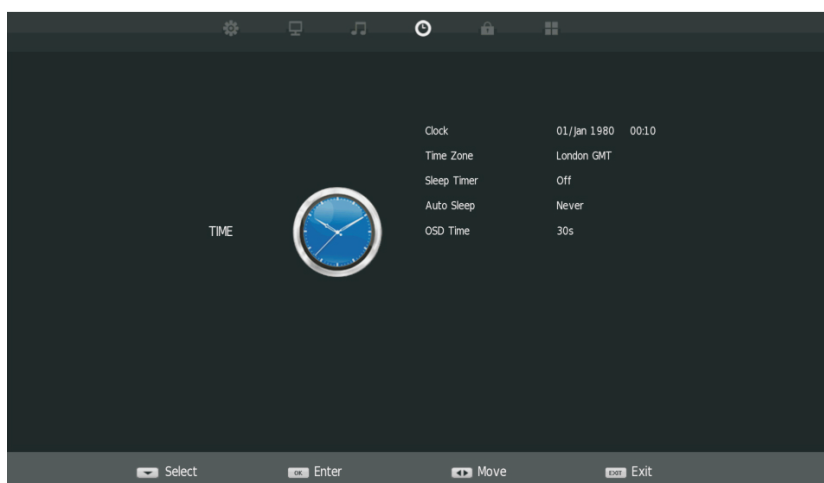 Clock 01/Jan 1980 00:10
Time Zone London GMT
Sleep Timer Off
Auto Sleep Never
TIME
OSD Time 30s
Select OK Enter Move EXIT Exit